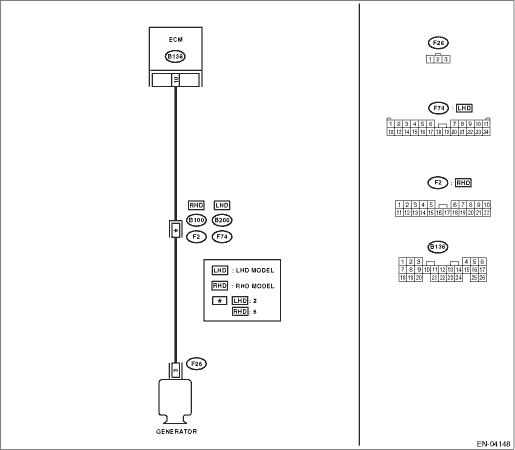 ECM
B136
10
RHD LHD
B100 B200
*
F2 F74
LHD : LHD MODEL
RHD : RHD MODEL
* LHD : 2
RHD : 6
3
F26
GENERATOR
F26
1 2 3
F74 : LHD
1 2 3 4 5 6 7 8 9 10 11
12 13 14 15 16 17 18 19 20 21 22 23 24
F2 : RHD
1 2 3 4 5 6 7 8 9 10
11 12 13 14 15 16 17 18 19 20 21 22
B136
1 2 3 4 5 6
7 8 9 10 11 12 13 14 15 16 17
18 19 20 21 22 23 24 25 26
EN-04148